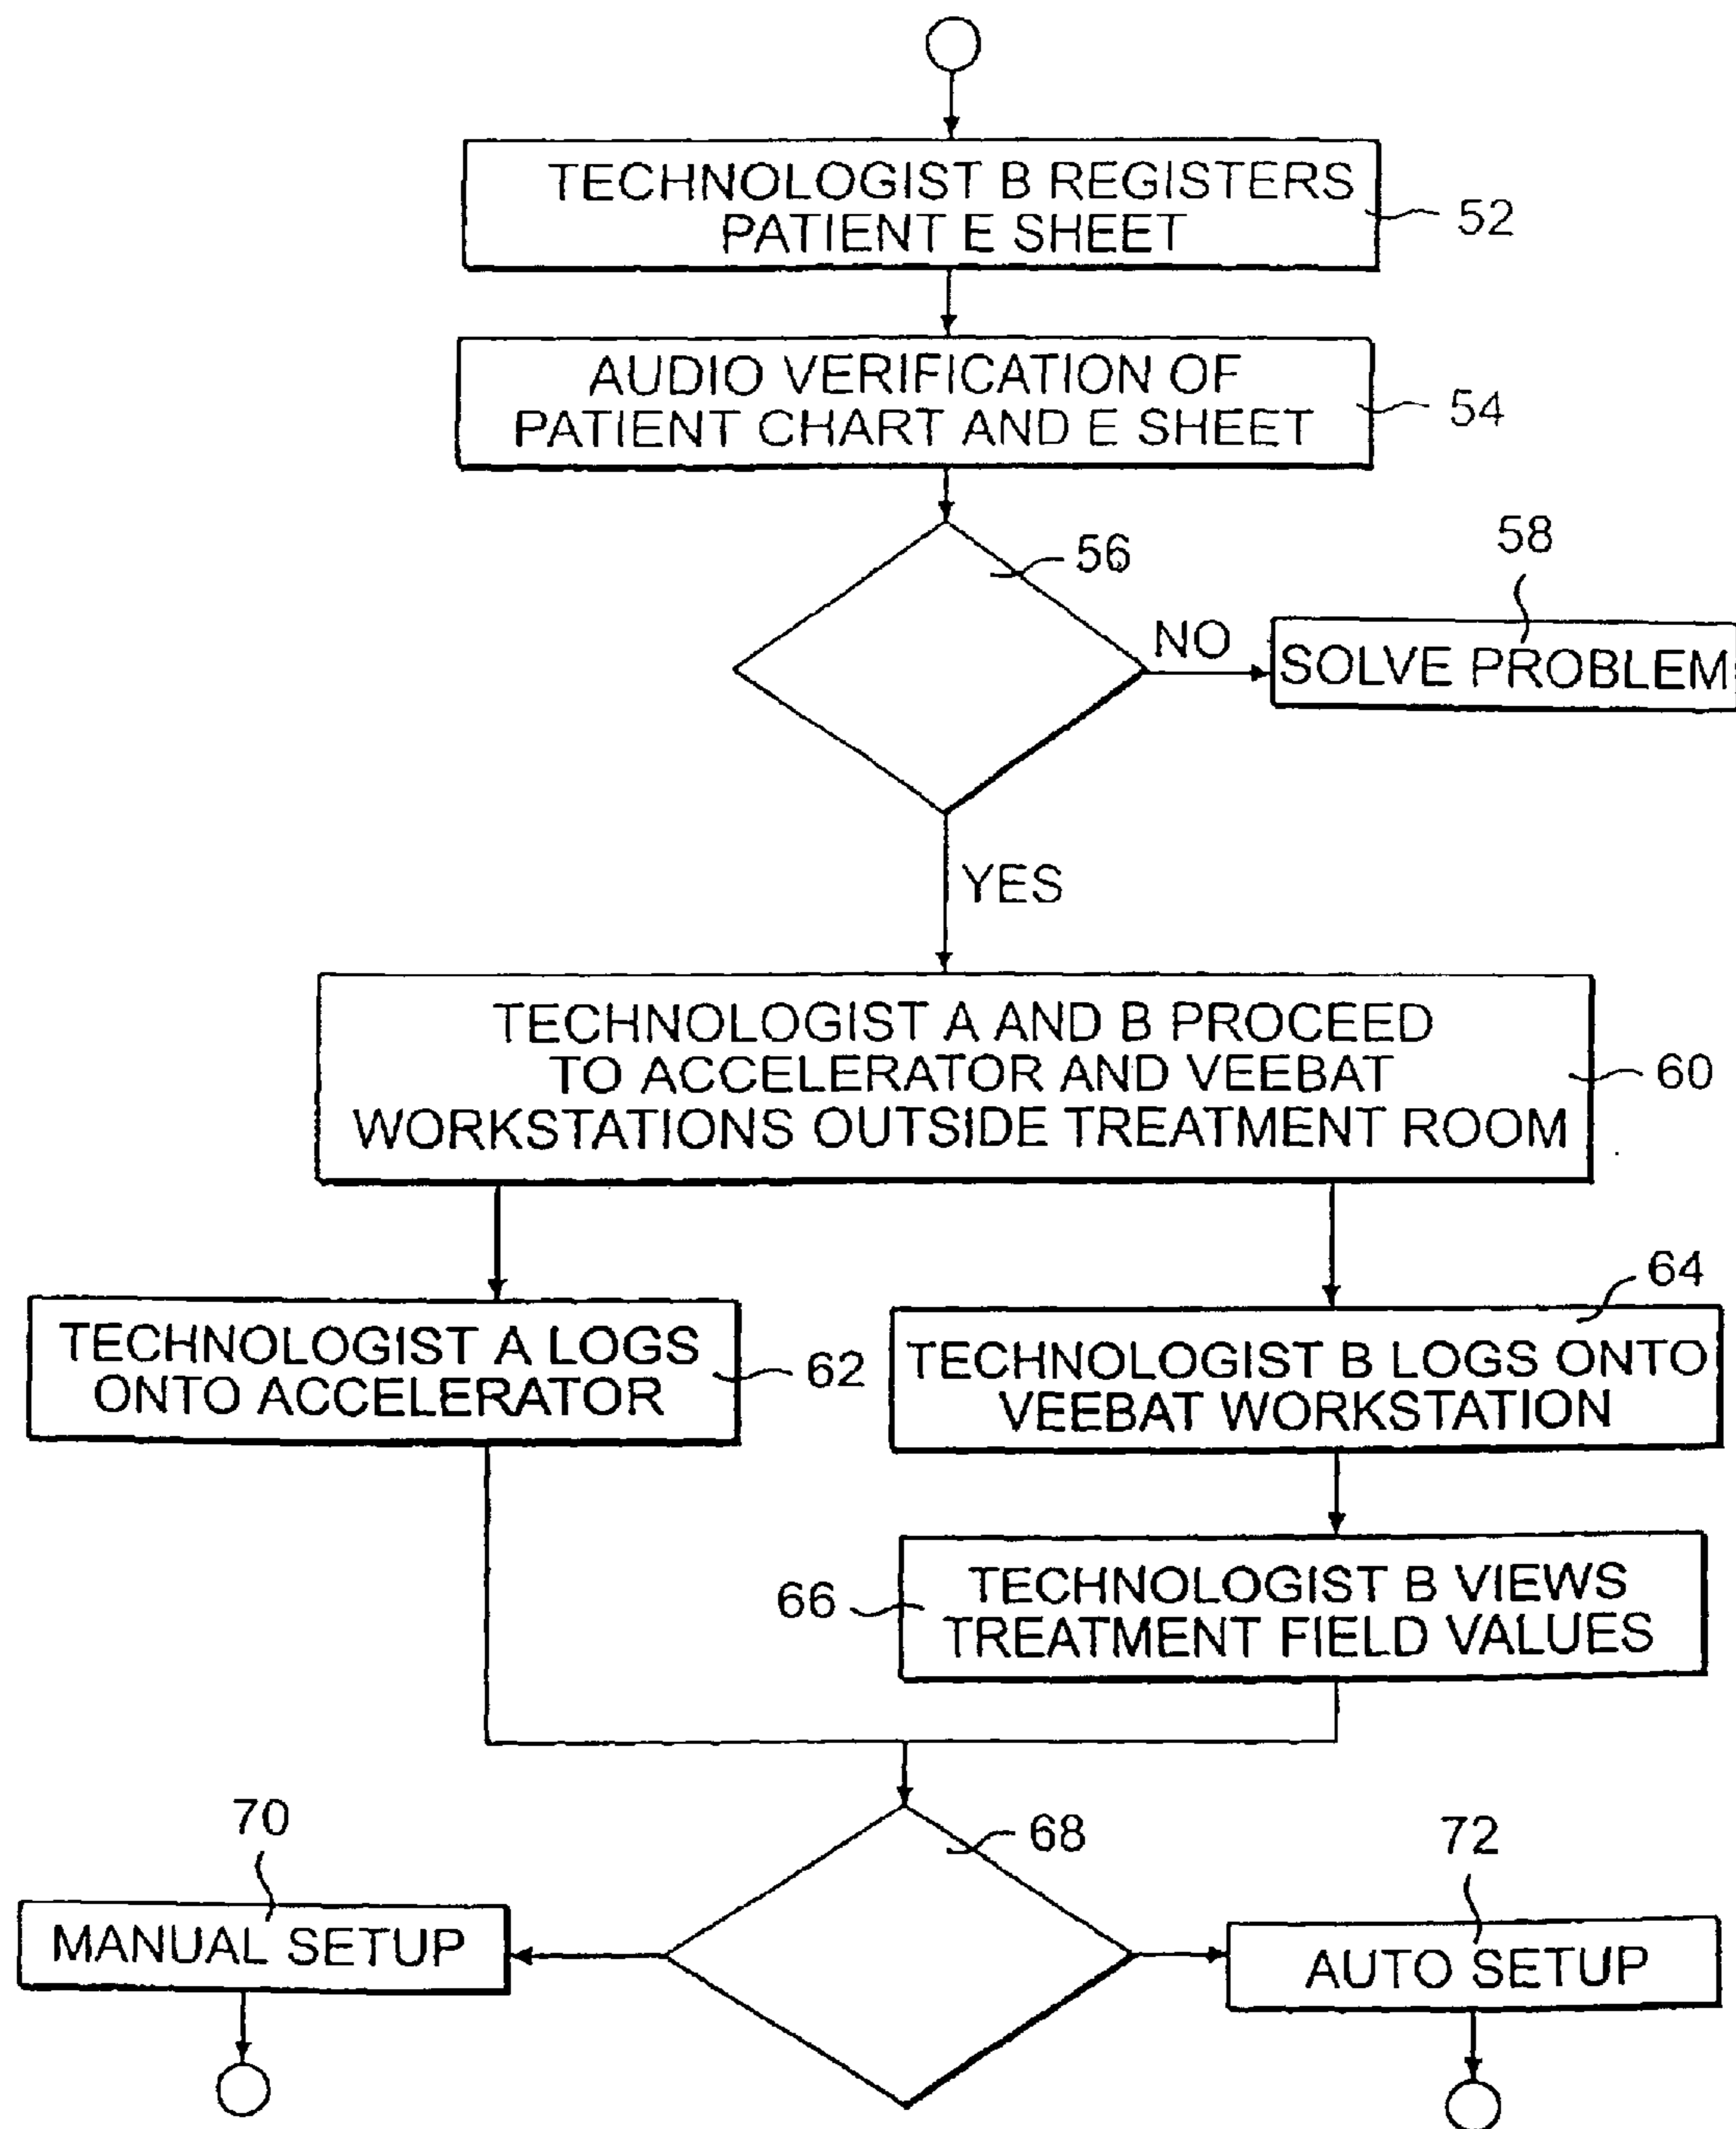 TECHNOLOGIST B REGISTERS
PATIENT E SHEET
52
AUDIO VERIFICATION OF
PATIENT CHART AND E SHEET
54
56
58
NO
SOLVE PROBLEM
YES
TECHNOLOGIST A AND B PROCEED
TO ACCELERATOR AND VEEBAT
WORKSTATIONS OUTSIDE TREATMENT ROOM
60
TECHNOLOGIST A LOGS
ONTO ACCELERATOR
62
64
TECHNOLOGIST B LOGS ONTO
VEEBAT WORKSTATION
66
TECHNOLOGIST B VIEWS
TREATMENT FIELD VALUES
68
70
MANUAL SETUP
72
AUTO SETUP